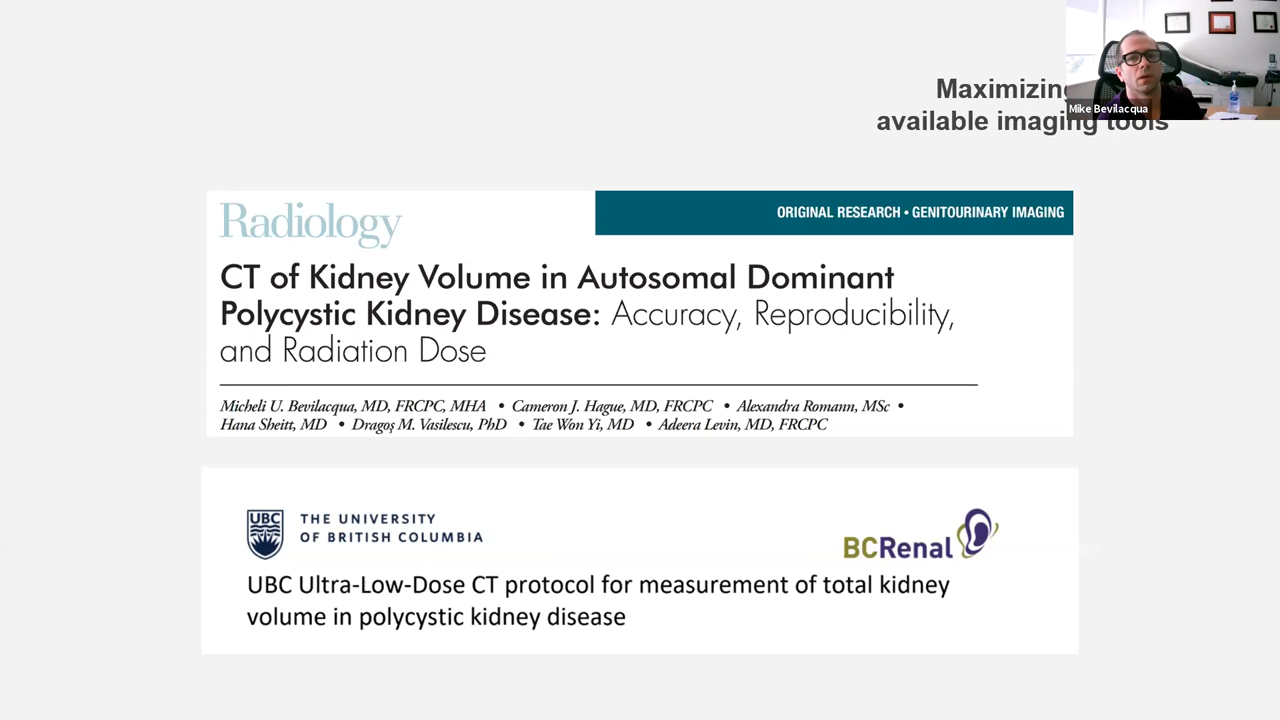 Maximizing
available imaging tools
Mike Bevilacqua
Radiology
ORIGINAL RESEARCH • GENITOURINARY IMAGING
CT of Kidney Volume in Autosomal Dominant
Polycystic Kidney Disease: Accuracy, Reproducibility,
and Radiation Dose
Micheli U. Bevilacqua, MD, FRCPC, MHA • Cameron J. Hague, MD, FRCPC • Alexandra Romann, MSc •
Hana Sheitt, MD • Dragoş M. Vasilescu, PhD • Tae Won Yi, MD • Adeera Levin, MD, FRCPC
UBC
THE UNIVERSITY
OF BRITISH COLUMBIA
BCRenal
UBC Ultra-Low-Dose CT protocol for measurement of total kidney
volume in polycystic kidney disease